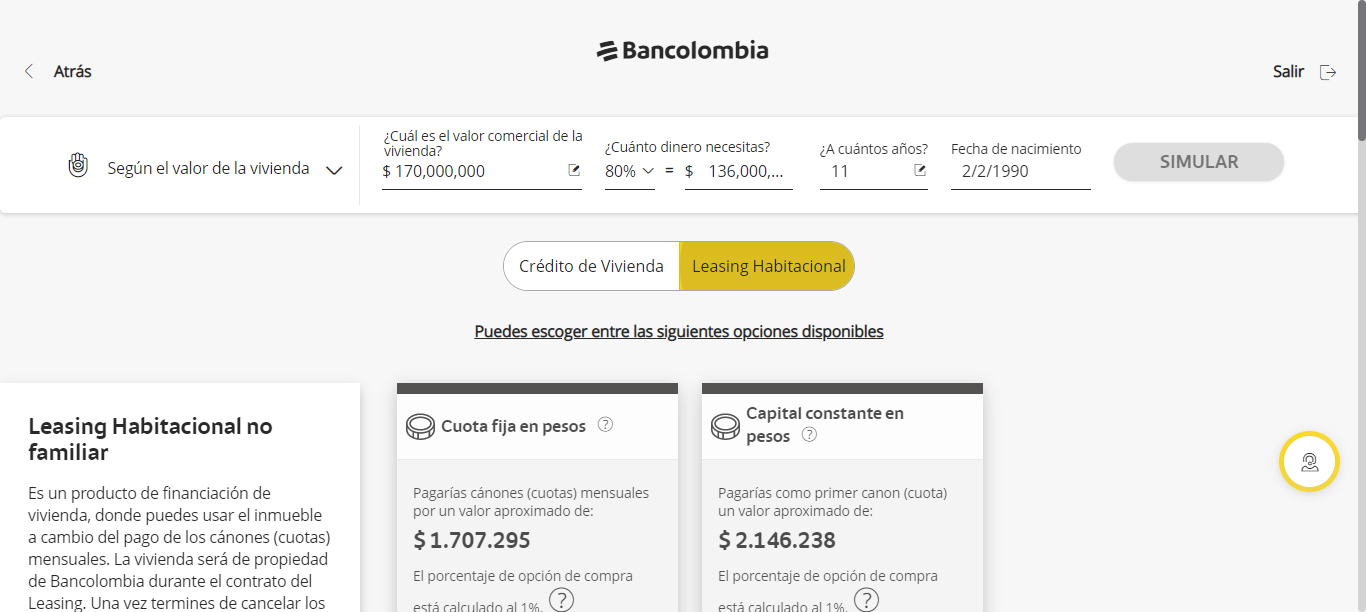 Bancolombia
Atrás
Salir
Según el valor de la vivienda
¿Cuál es el valor comercial de la
vivienda?
$ 170,000,000
¿Cuánto dinero necesitas?
80% = $ 136,000,...
¿A cuántos años?
11
Fecha de nacimiento
2/2/1990
SIMULAR
Crédito de Vivienda
Leasing Habitacional
Puedes escoger entre las siguientes opciones disponibles
Leasing Habitacional no
familiar
Es un producto de financiación de
vivienda, donde puedes usar el inmueble
a cambio del pago de los cánones (cuotas)
mensuales. La vivienda será de propiedad
de Bancolombia durante el contrato del
Leasing. Una vez termines de cancelar los
Cuota fija en pesos ?
Pagarías cánones (cuotas) mensuales
por un valor aproximado de:
$ 1.707.295
El porcentaje de opción de compra
está calculado al 1%. ?
Capital constante en
pesos ?
Pagarías como primer canon (cuota)
un valor aproximado de:
$ 2.146.238
El porcentaje de opción de compra
está calculado al 1%. ?